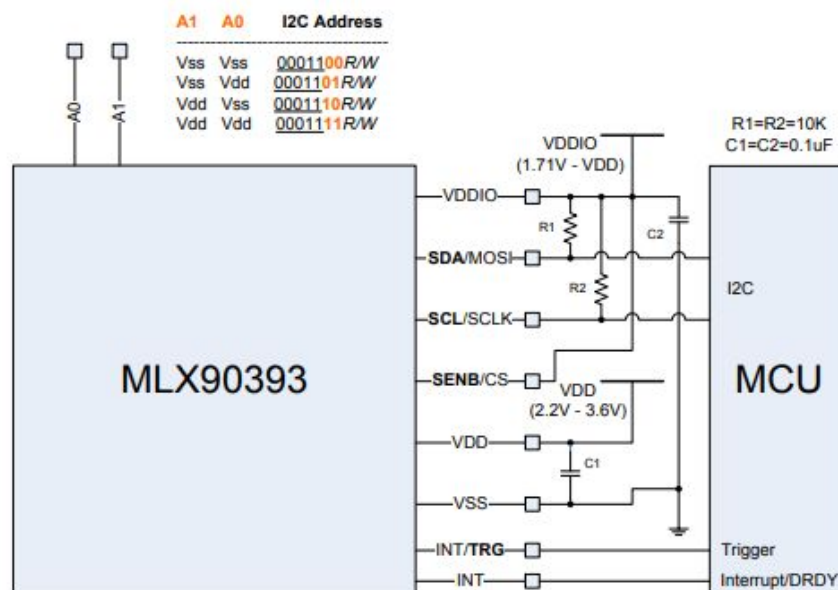 A1 A0 I2C Address
--------------------------------------------
Vss Vss 0001100R/W
Vss Vdd 0001101R/W
Vdd Vss 0001110R/W
Vdd Vdd 0001111R/W
A0
A1
R1=R2=10K
C1=C2=0.1uF
VDDIO
(1.71V - VDD)
VDDIO
R1
C2
SDA/MOSI
R2
I2C
SCL/SCLK
MLX90393
MCU
SENB/CS
VDD
(2.2V - 3.6V)
VDD
C1
VSS
INT/TRG
Trigger
INT
Interrupt/DRDY